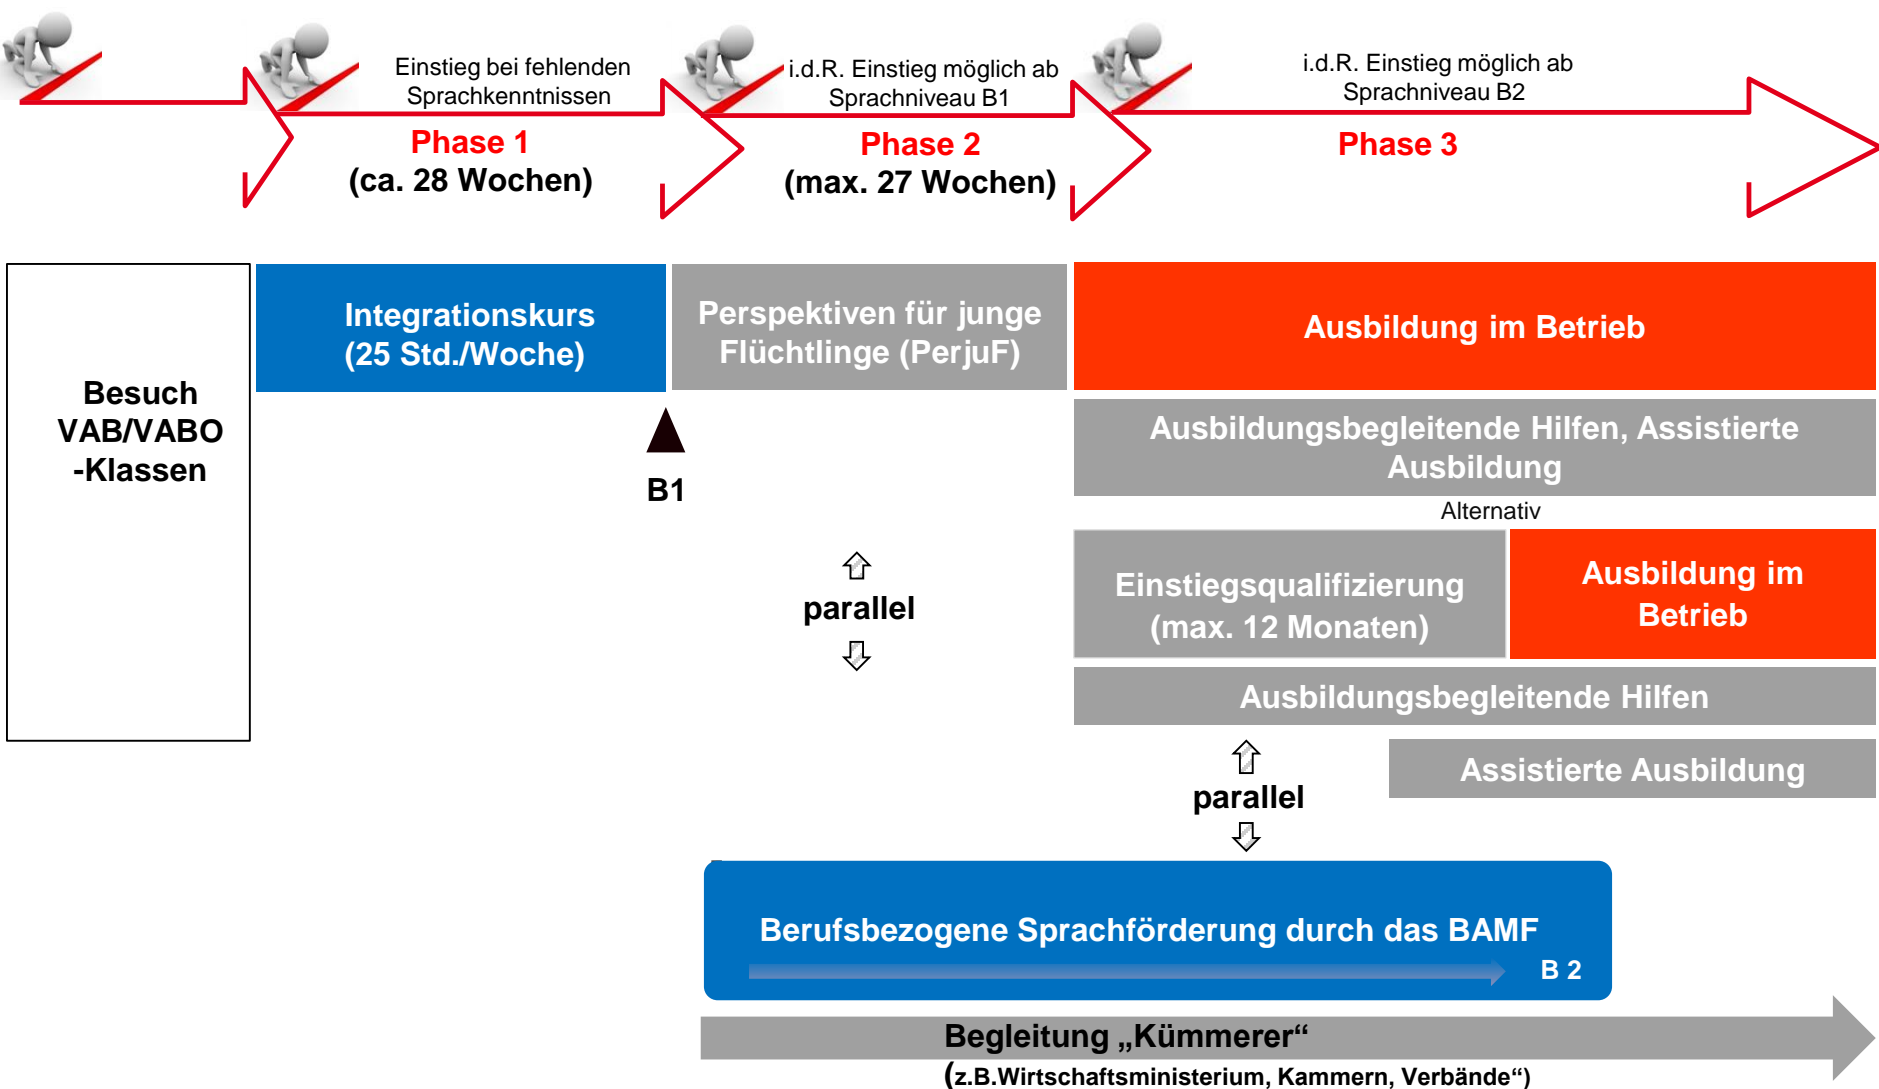 Einstieg bei fehlenden
Sprachkenntnissen
i.d.R. Einstieg möglich ab
Sprachniveau B1
i.d.R. Einstieg möglich ab
Sprachniveau B2
Phase 1
(ca. 28 Wochen)
Phase 2
(max. 27 Wochen)
Phase 3
Besuch
VAB/VABO
-Klassen
Integrationskurs
(25 Std./Woche)
B1
Perspektiven für junge
Flüchtlinge (PerjuF)
Ausbildung im Betrieb
Ausbildungsbegleitende Hilfen, Assistierte
Ausbildung
Alternativ
Einstiegsqualifizierung
(max. 12 Monaten)
Ausbildung im
Betrieb
parallel
Ausbildungsbegleitende Hilfen
Assistierte Ausbildung
parallel
Berufsbezogene Sprachförderung durch das BAMF
B 2
Begleitung „Kümmerer“
(z.B.Wirtschaftsministerium, Kammern, Verbände“)